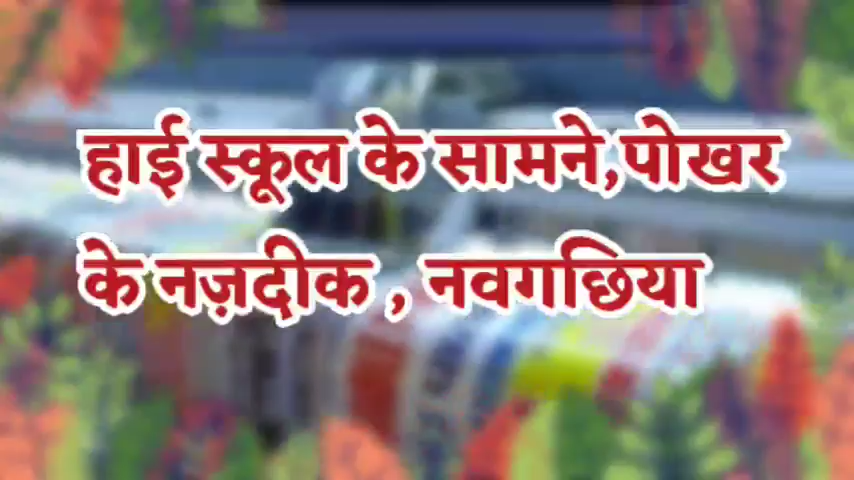 हाई स्कूल के सामने,पोखर
के नज़दीक , नवगछिया